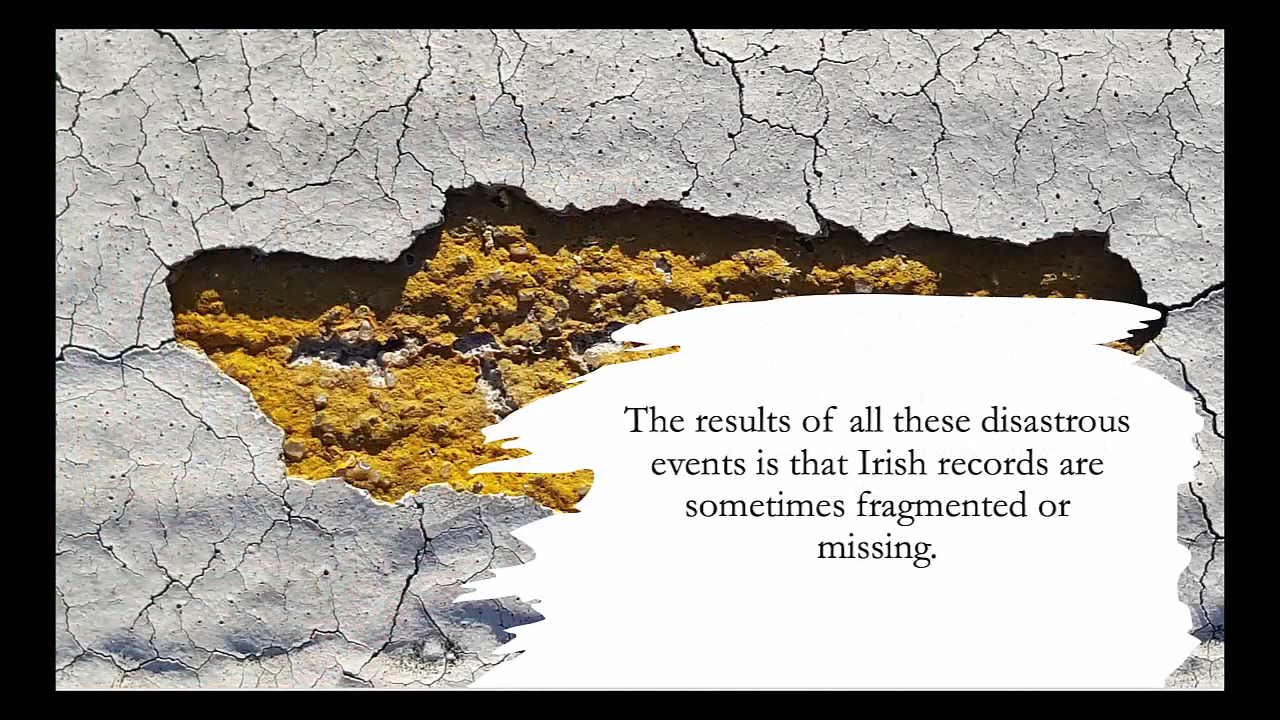 The results of all these disastrous
events is that Irish records are
sometimes fragmented or
missing.